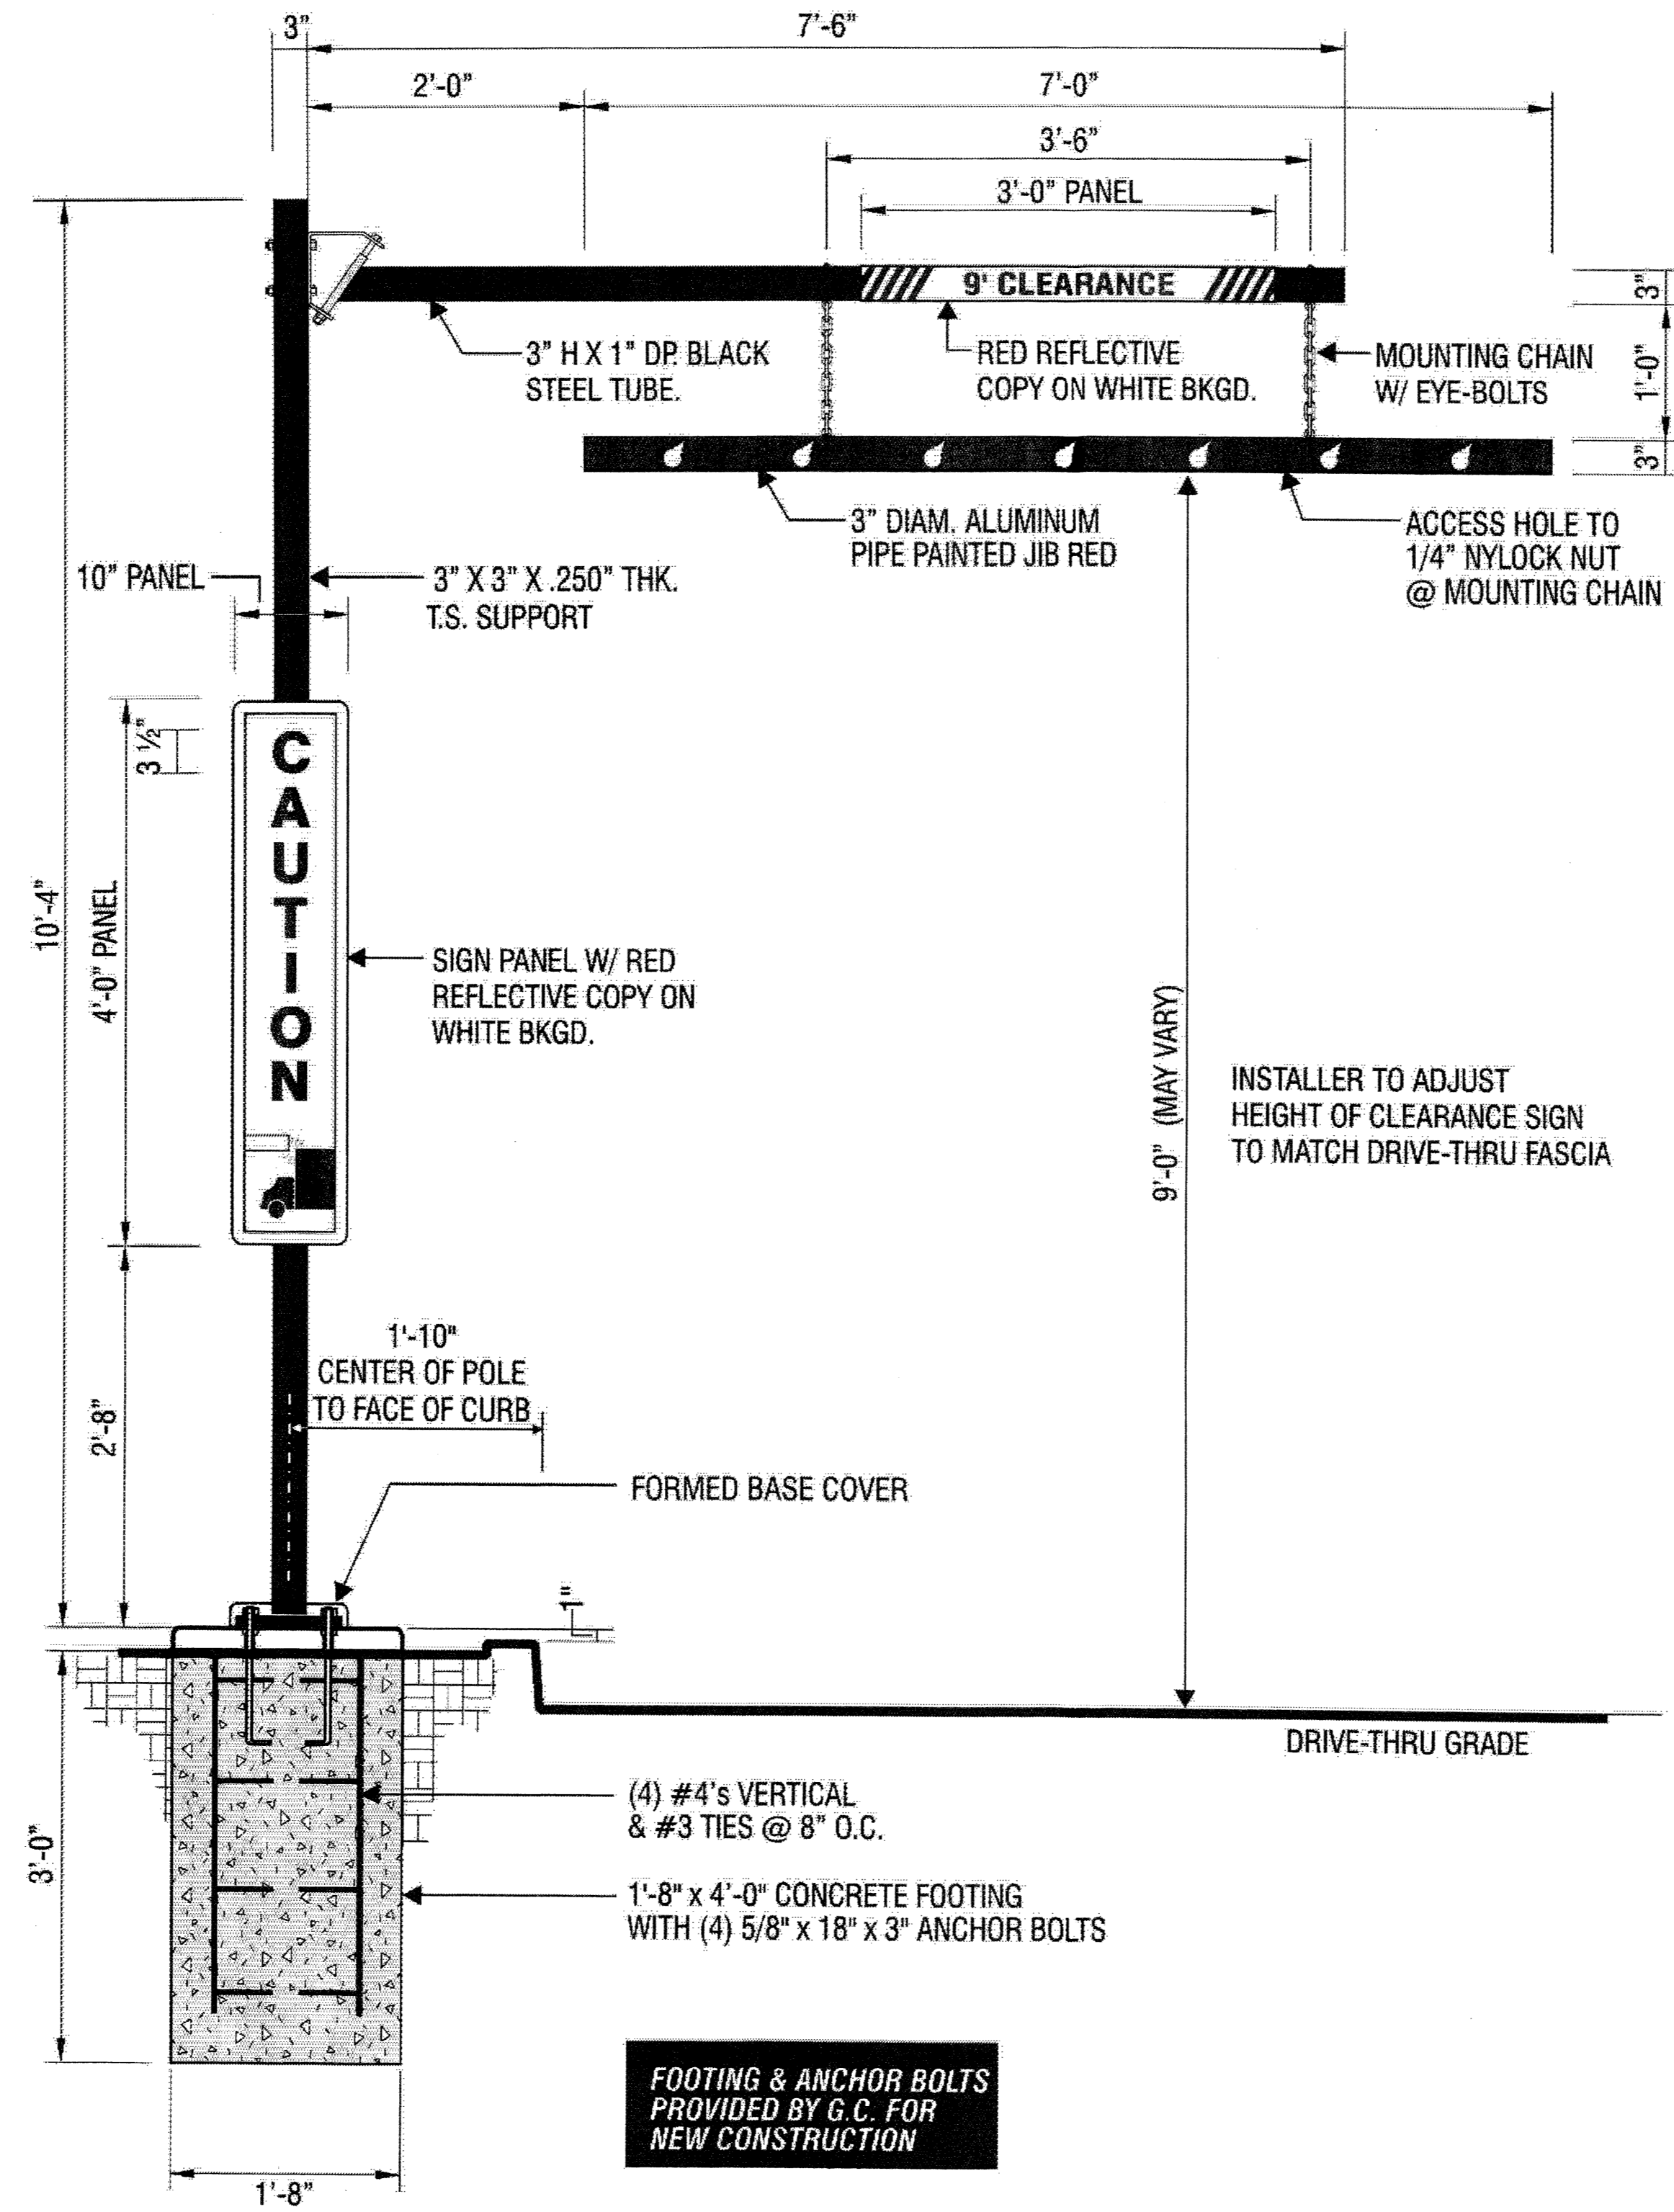 3"
7'-6"
2'-0"
7'-0"
3'-6"
3'-0" PANEL
9' CLEARANCE
3"
1'-0"
3"
3" H X 1" DP. BLACK
STEEL TUBE.
RED REFLECTIVE
COPY ON WHITE BKGD.
MOUNTING CHAIN
W/ EYE-BOLTS
3" DIAM. ALUMINUM
PIPE PAINTED JIB RED
ACCESS HOLE TO
1/4" NYLOCK NUT
@ MOUNTING CHAIN
10" PANEL
3" X 3" X .250" THK.
T.S. SUPPORT
3 ½"
CAUTION
10'-4"
4'-0" PANEL
SIGN PANEL W/ RED
REFLECTIVE COPY ON
WHITE BKGD.
9'-0" (MAY VARY)
INSTALLER TO ADJUST
HEIGHT OF CLEARANCE SIGN
TO MATCH DRIVE-THRU FASCIA
2'-8"
1'-10"
CENTER OF POLE
TO FACE OF CURB
FORMED BASE COVER
1"
DRIVE-THRU GRADE
3'-0"
(4) #4's VERTICAL
& #3 TIES @ 8" O.C.
1'-8" x 4'-0" CONCRETE FOOTING
WITH (4) 5/8" x 18" x 3" ANCHOR BOLTS
FOOTING & ANCHOR BOLTS
PROVIDED BY G.C. FOR
NEW CONSTRUCTION
1'-8"